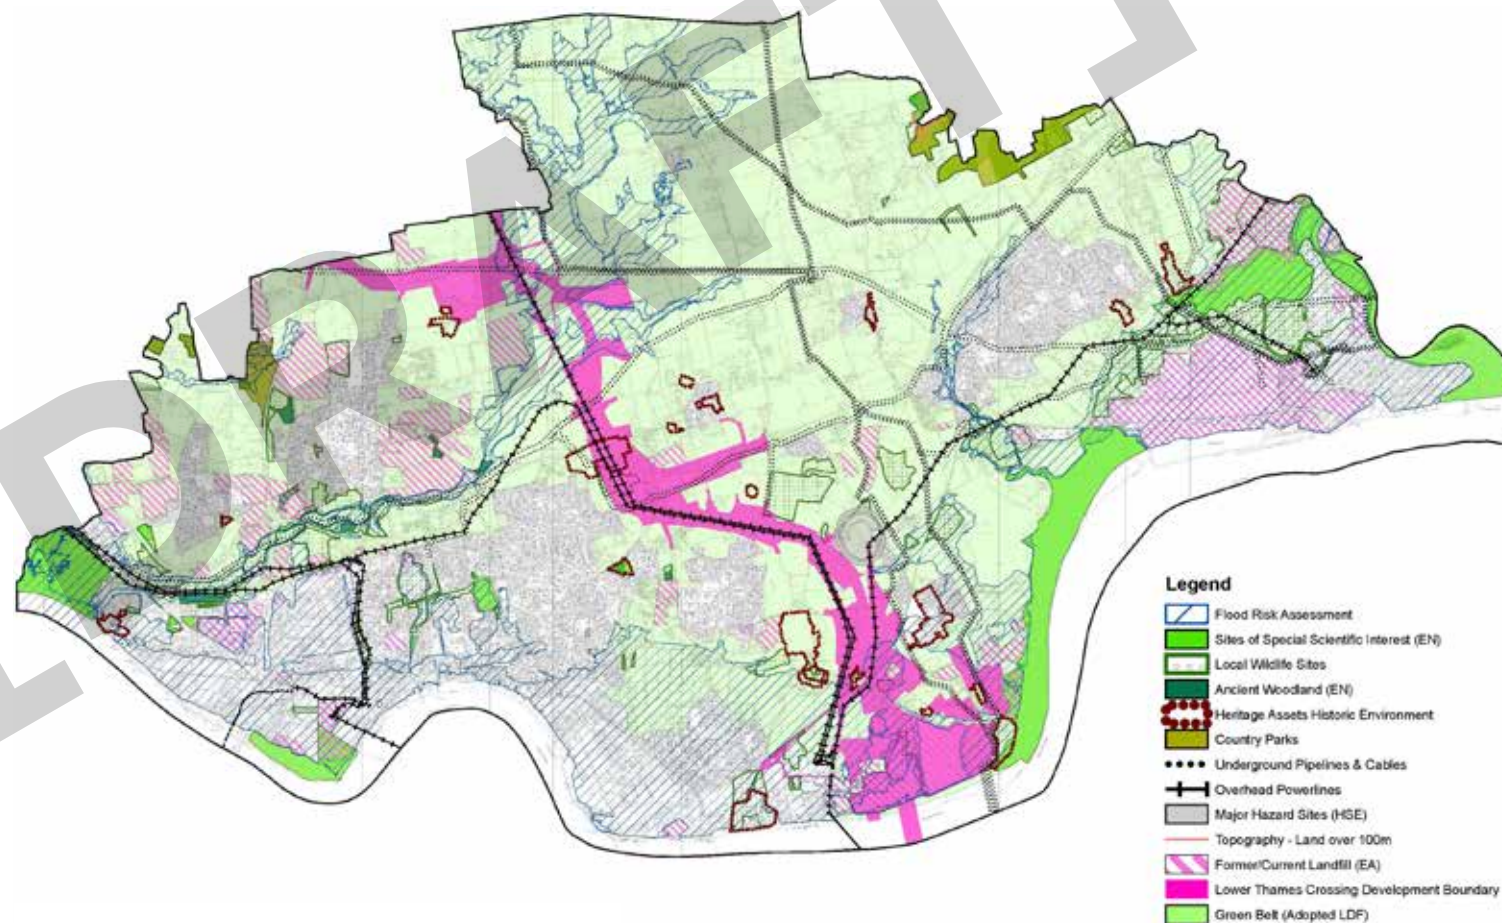 [DRAFT]
Legend
Flood Risk Assessment
Sites of Special Scientific Interest (EN)
Local Wildlife Sites
Ancient Woodland (EN)
Heritage Assets Historic Environment
Country Parks
Underground Pipelines & Cables
Overhead Powerlines
Major Hazard Sites (HSE)
Topography - Land over 100m
Former/Current Landfill (EA)
Lower Thames Crossing Development Boundary
Green Belt (Adopted LDF)